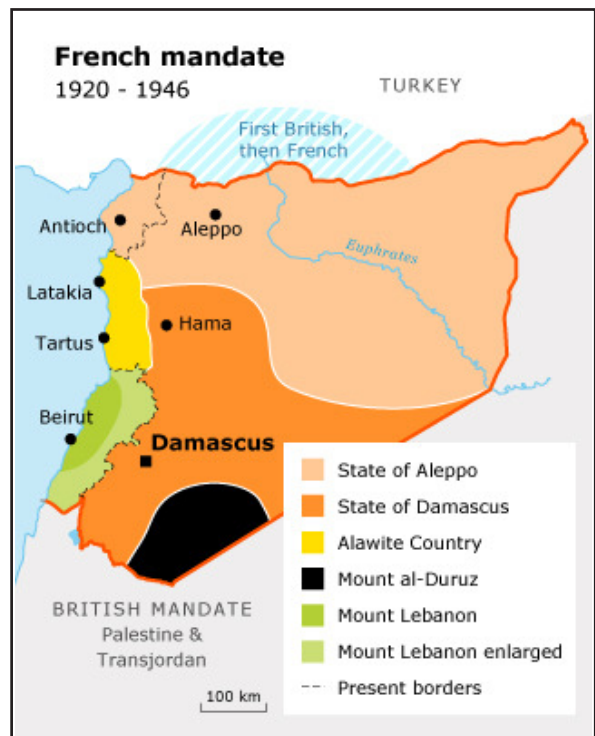 French mandate
1920 - 1946
TURKEY
First British,
then French
Antioch
Aleppo
Euphrates
Latakia
Hama
Tartus
Beirut
Damascus
State of Aleppo
State of Damascus
Alawite Country
Mount al-Duruz
Mount Lebanon
Mount Lebanon enlarged
Present borders
BRITISH MANDATE
Palestine &
Transjordan
100 km